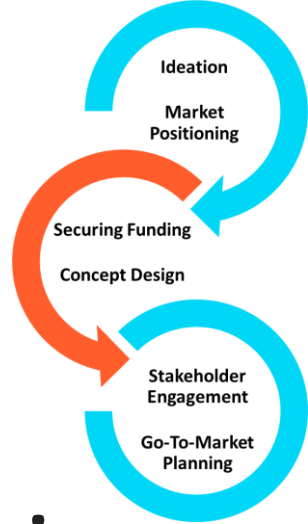 Ideation
Market
Positioning
Securing Funding
Concept Design
Stakeholder
Engagement
Go-To-Market
Planning